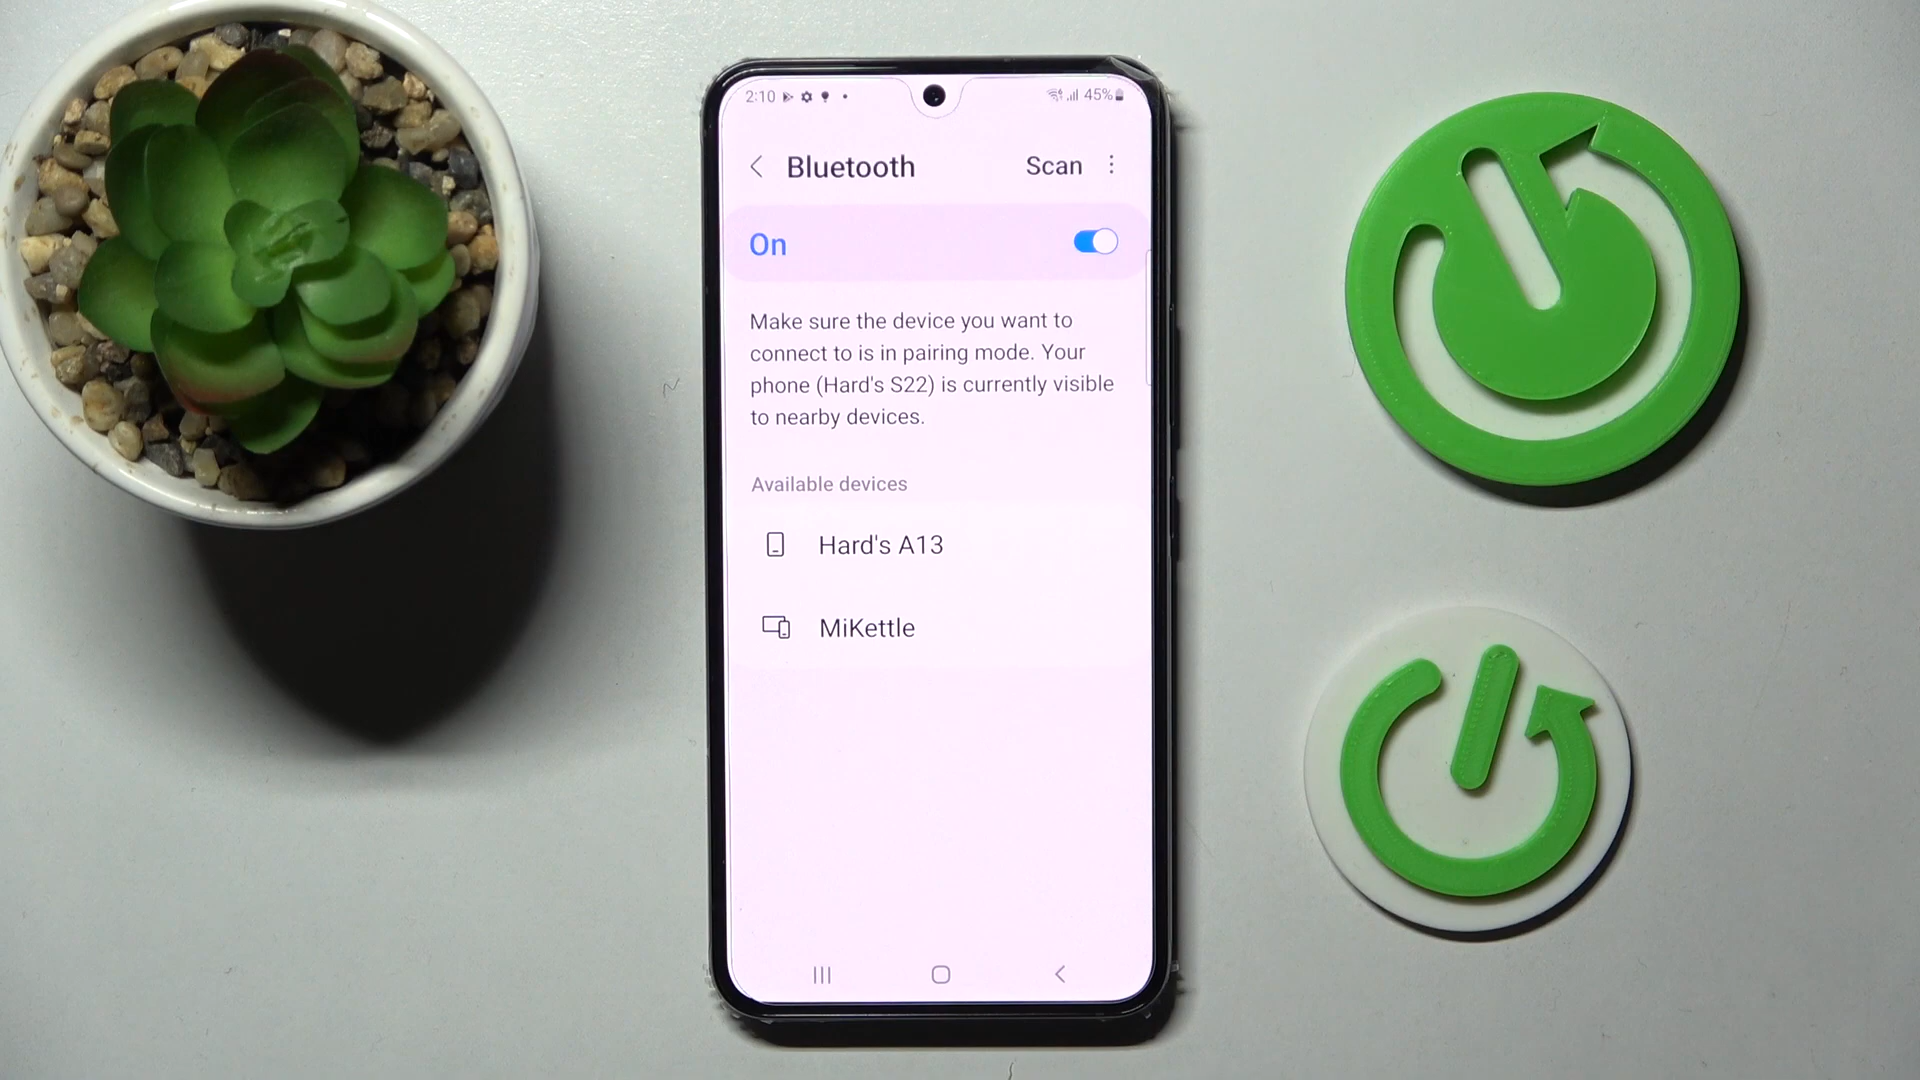 2:10
45%
Bluetooth
Scan
On
Make sure the device you want to
connect to is in pairing mode. Your
phone (Hard's S22) is currently visible
to nearby devices.
Available devices
Hard's A13
MiKettle